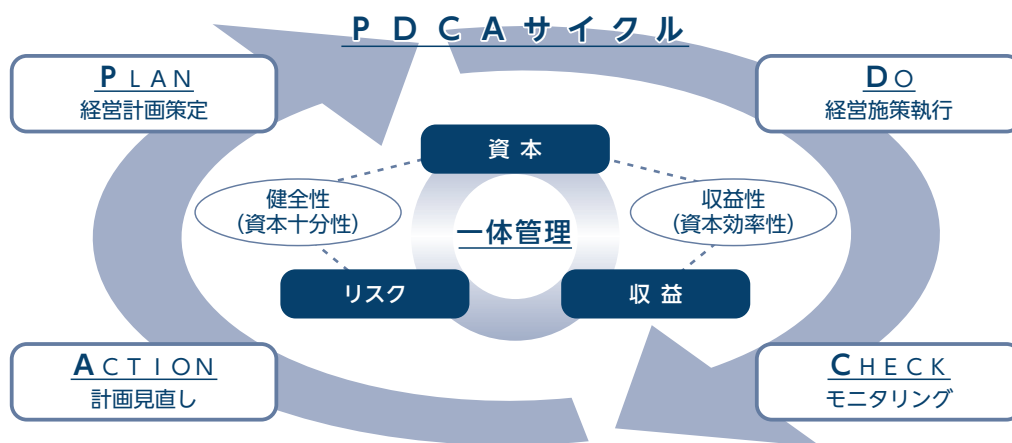 PDCAサイクル
PLAN
経営計画策定
DO
経営施策執行
資本
健全性
(資本十分性)
収益性
(資本効率性)
一体管理
リスク
収益
ACTION
計画見直し
CHECK
モニタリング